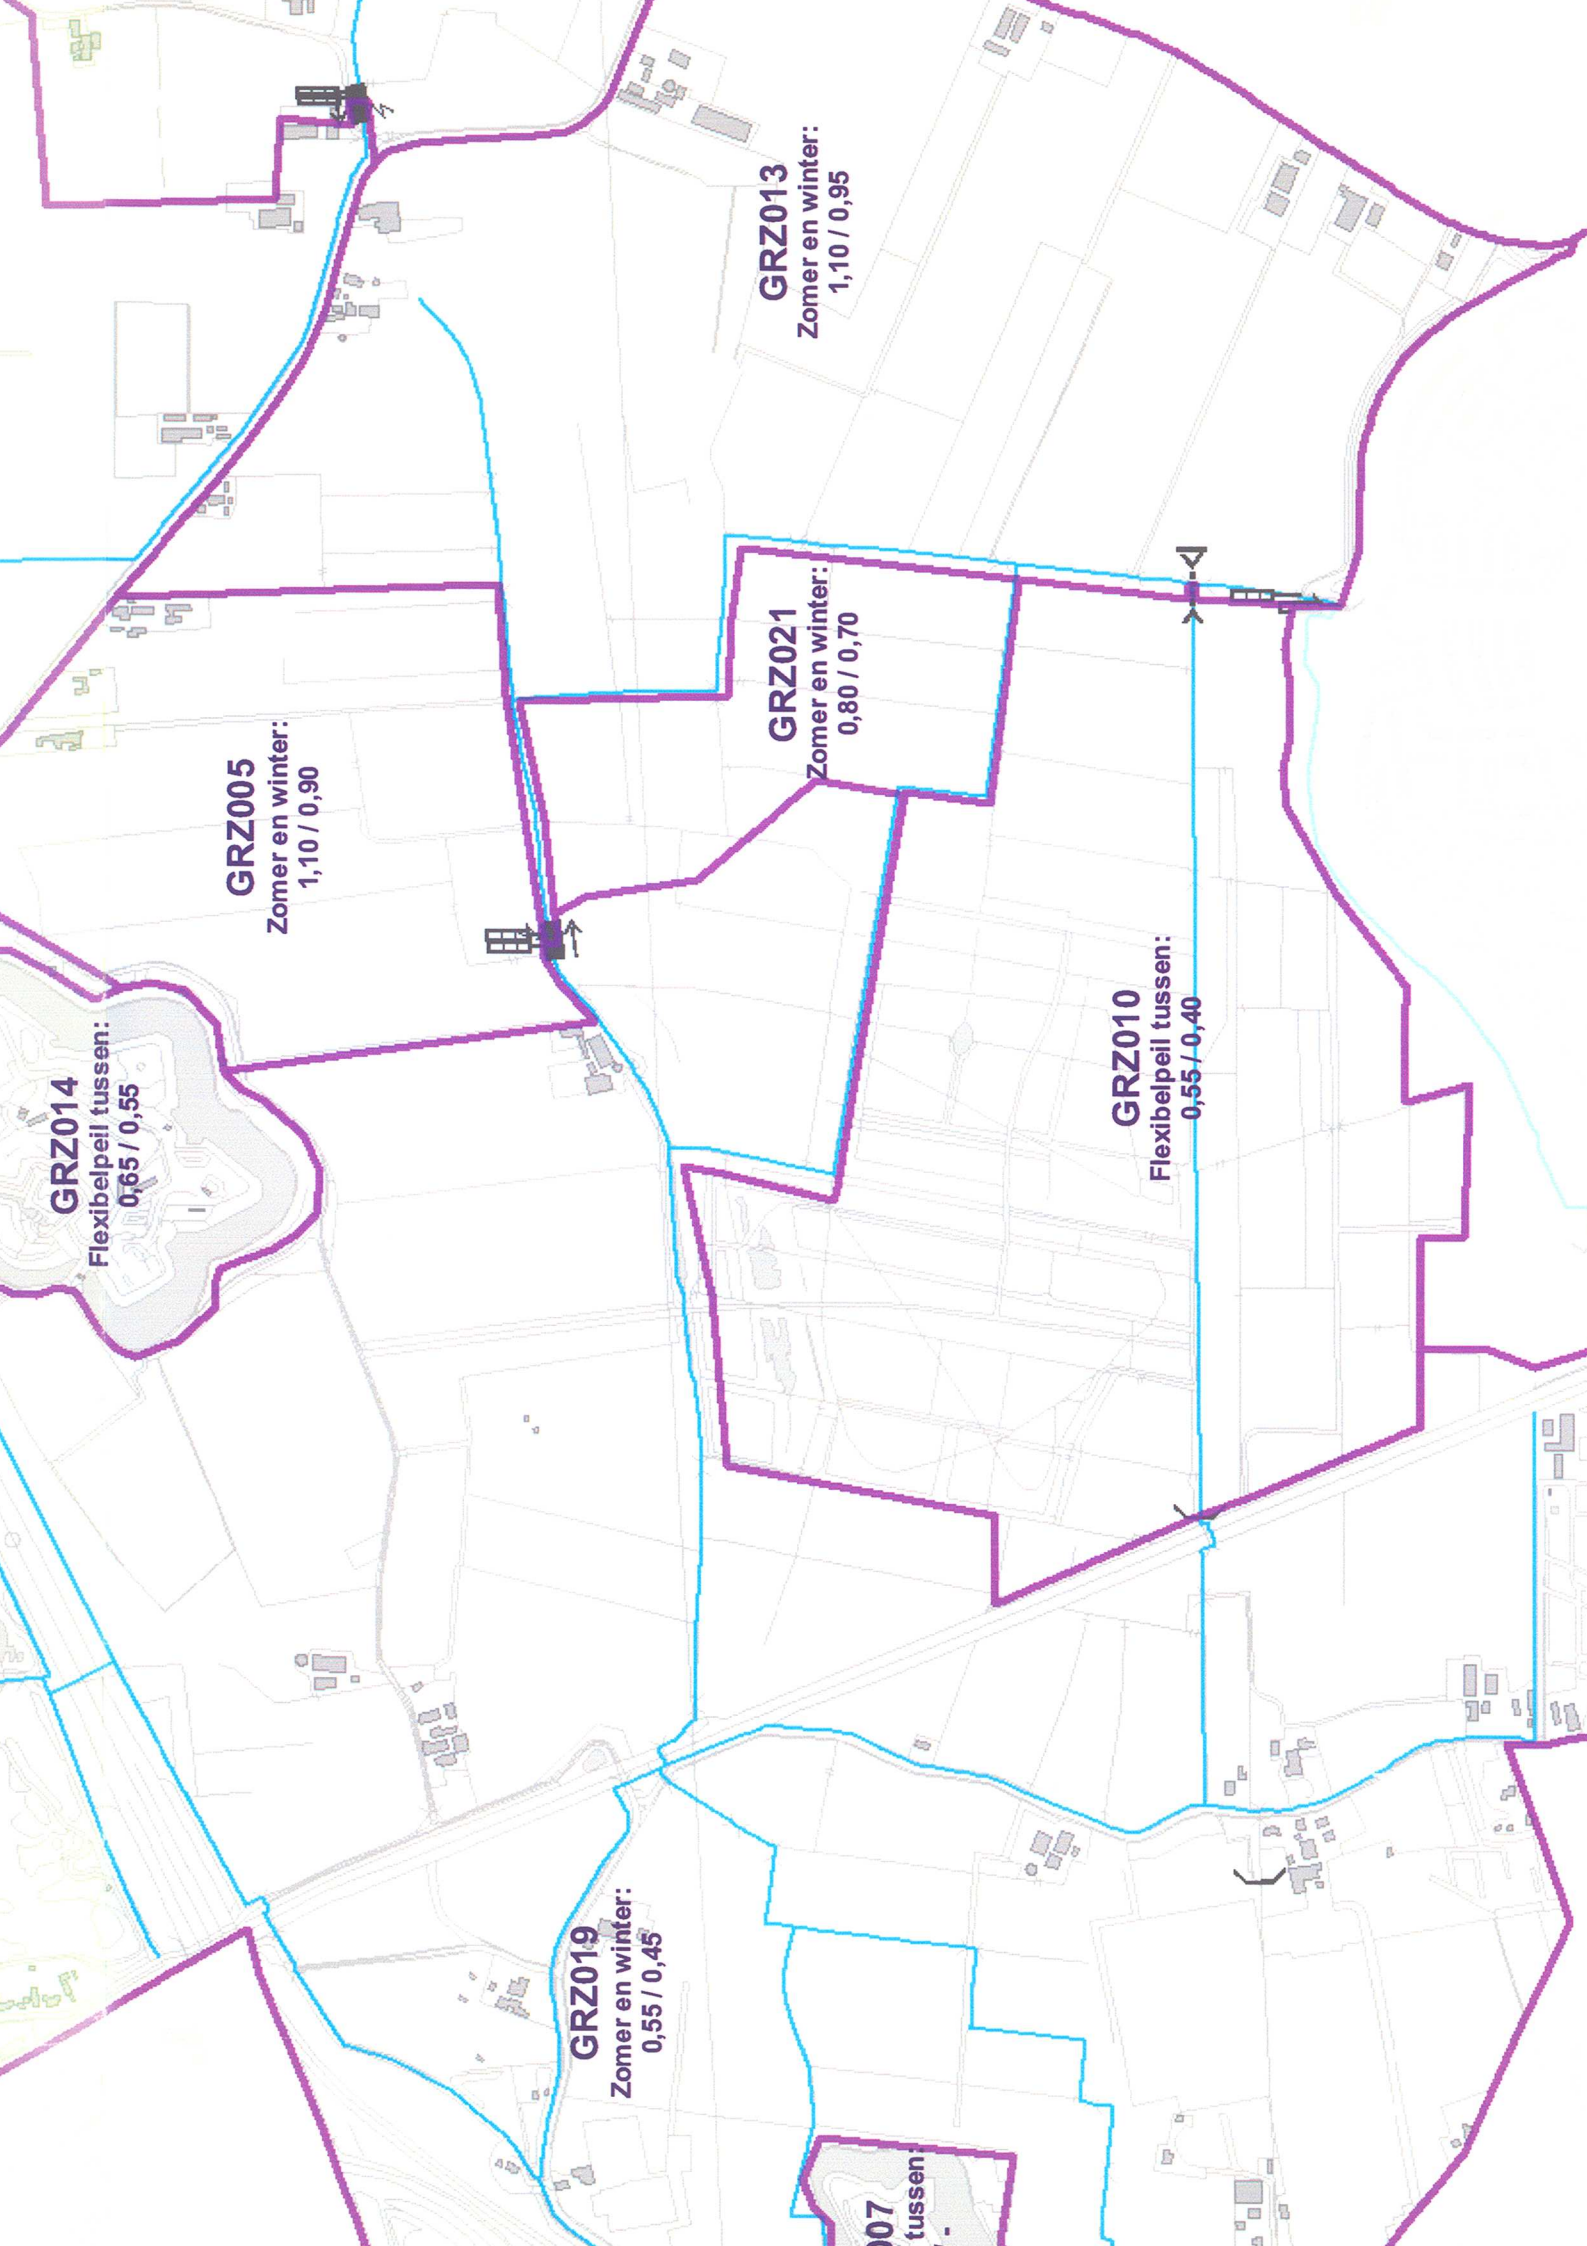 GRZ014
Flexibelpeil tussen:
0,65 / 0,55
GRZ005
Zomer en winter:
1,10 / 0,90
GRZ013
Zomer en winter:
1,10 / 0,95
GRZ021
Zomer en winter:
0,80 / 0,70
GRZ010
Flexibelpeil tussen:
0,55 / 0,40
GRZ019
Zomer en winter:
0,55 / 0,45
007
tussen: